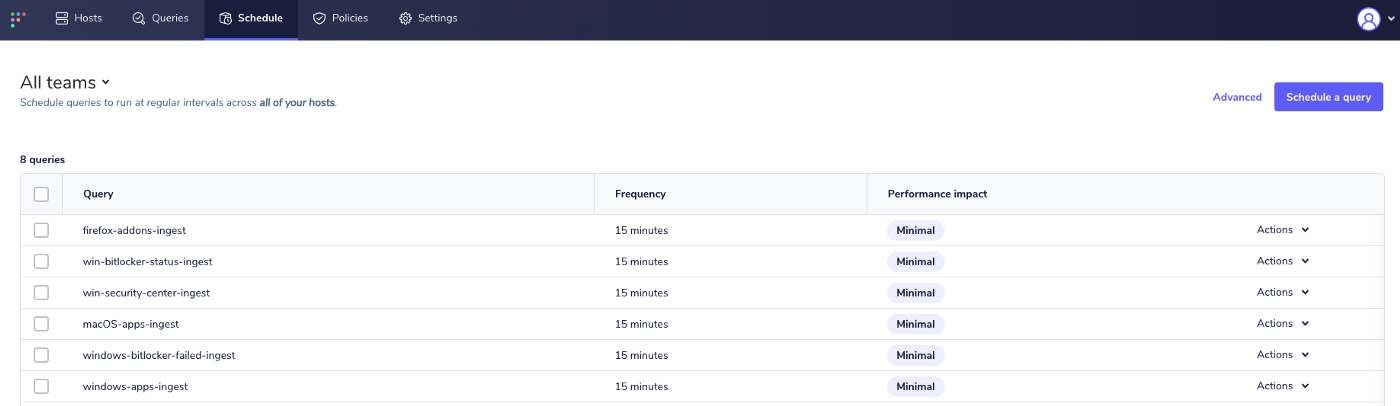 Hosts Queries Schedule Policies Settings
All teams
Schedule queries to run at regular intervals across all of your hosts.
Advanced Schedule a query
8 queries
Query Frequency Performance impact
firefox-addons-ingest 15 minutes Minimal Actions
win-bitlocker-status-ingest 15 minutes Minimal Actions
win-security-center-ingest 15 minutes Minimal Actions
macOS-apps-ingest 15 minutes Minimal Actions
windows-bitlocker-failed-ingest 15 minutes Minimal Actions
windows-apps-ingest 15 minutes Minimal Actions